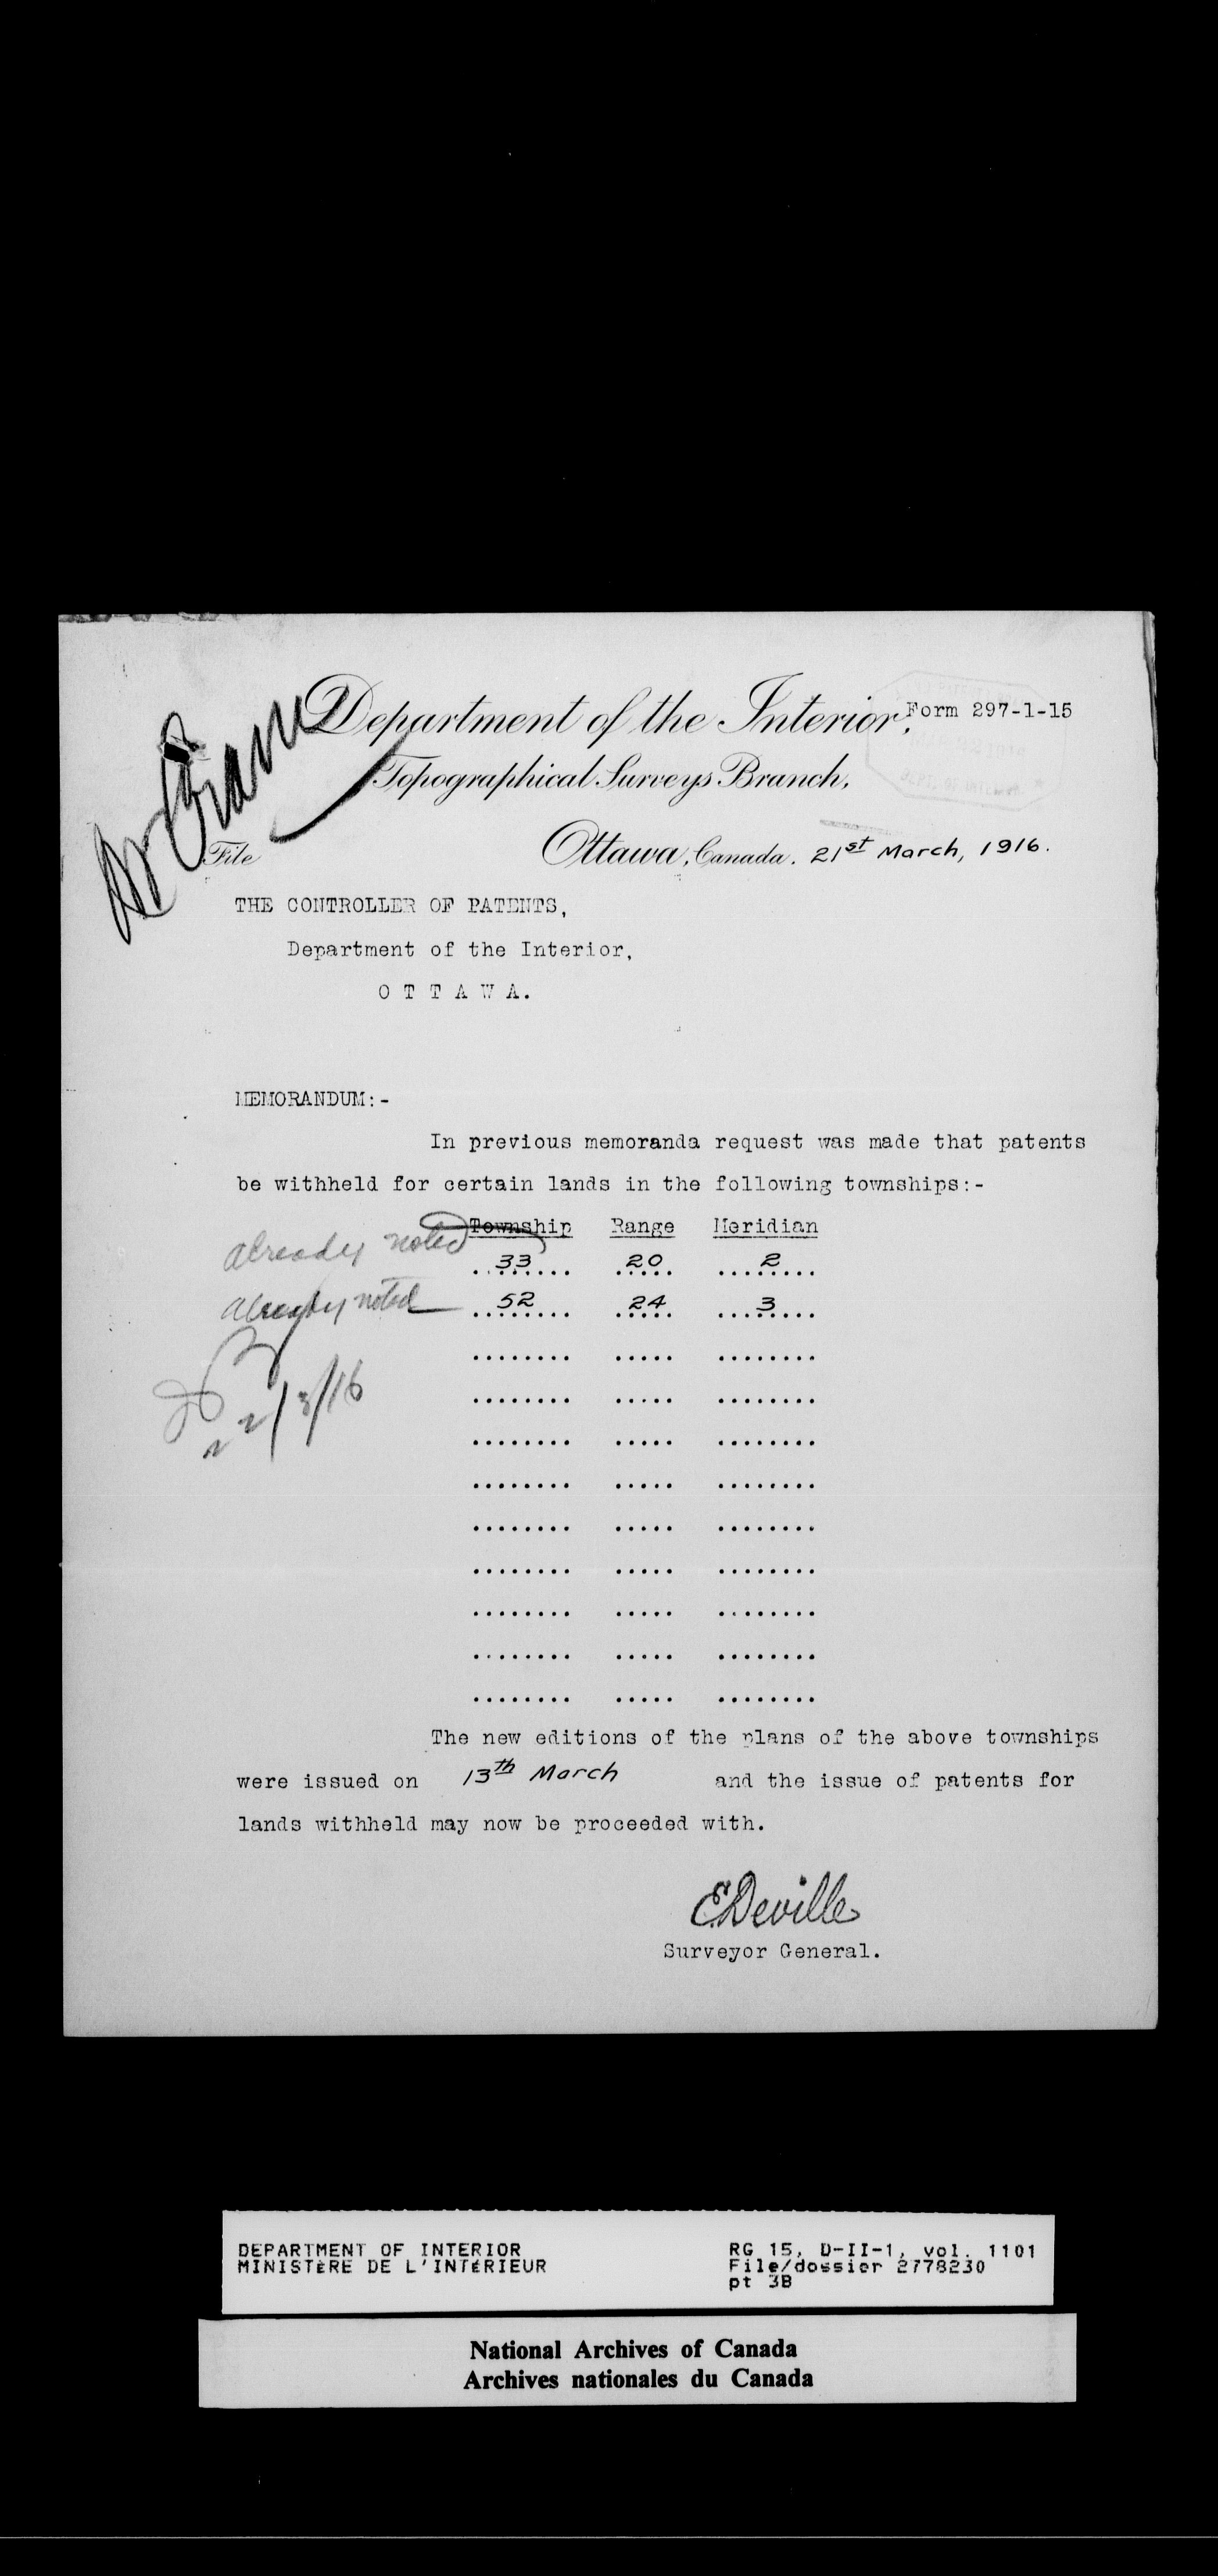 Department of the Interior,
Form 297-1-15
Topographical Surveys Branch,
File
Ottawa, Canada. 21st March, 1916.
THE CONTROLLER OF PATENTS,
Department of the Interior,
O T T A W A.
MEMORANDUM:-
In previous memoranda request was made that patents
be withheld for certain lands in the following townships:-
Township Range Meridian
already noted ..33...... .20.. ....2....
already noted ..52...... .24.. ....3....
........ ..... ........
22/3/16 ........ ..... ........
........ ..... ........
........ ..... ........
........ ..... ........
........ ..... ........
........ ..... ........
........ ..... ........
........ ..... ........
The new editions of the plans of the above townships
were issued on 13th March and the issue of patents for
lands withheld may now be proceeded with.
E Deville
Surveyor General.
DEPARTMENT OF INTERIOR
MINISTÈRE DE L'INTÉRIEUR
RG 15, D-II-1, vol. 1101
File/dossier 2778230
pt 3B
National Archives of Canada
Archives nationales du Canada